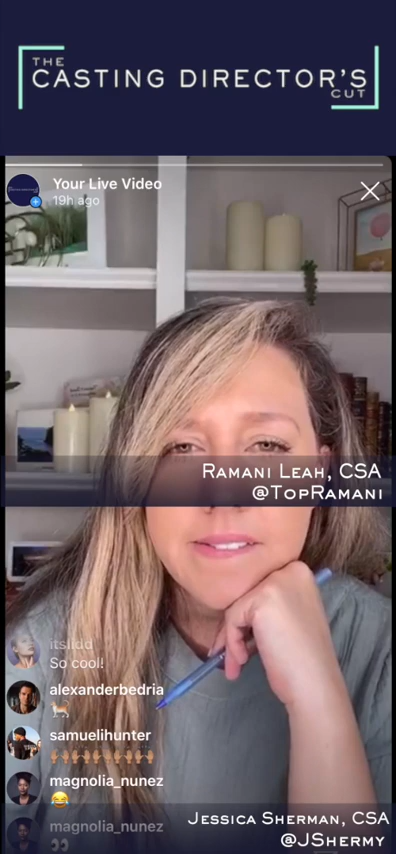 THE
CASTING DIRECTOR'S
CUT
Your Live Video
19h ago
RAMANI LEAH, CSA
@TOPRAMANI
itslidd
So cool!
alexanderbedria
🐈
samuelihunter
🙌🏽🙌🏽🙌🏽🙌🏽🙌🏽
magnolia_nunez
😂
magnolia_nunez
👀
JESSICA SHERMAN, CSA
@JSHERMY